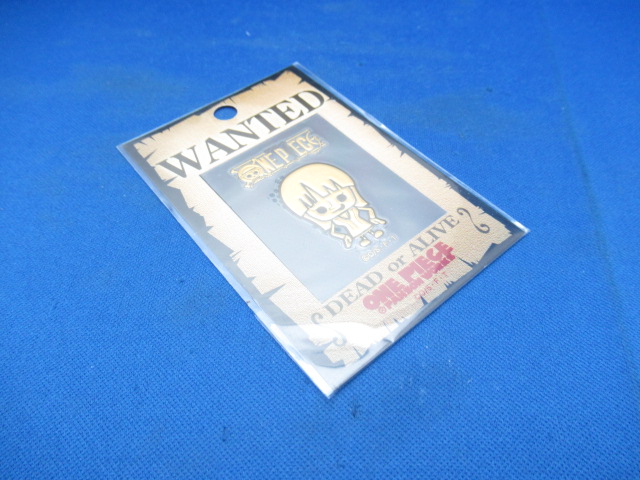 WANTED
ONE PIECE
DEAD or ALIVE
ONE PIECE